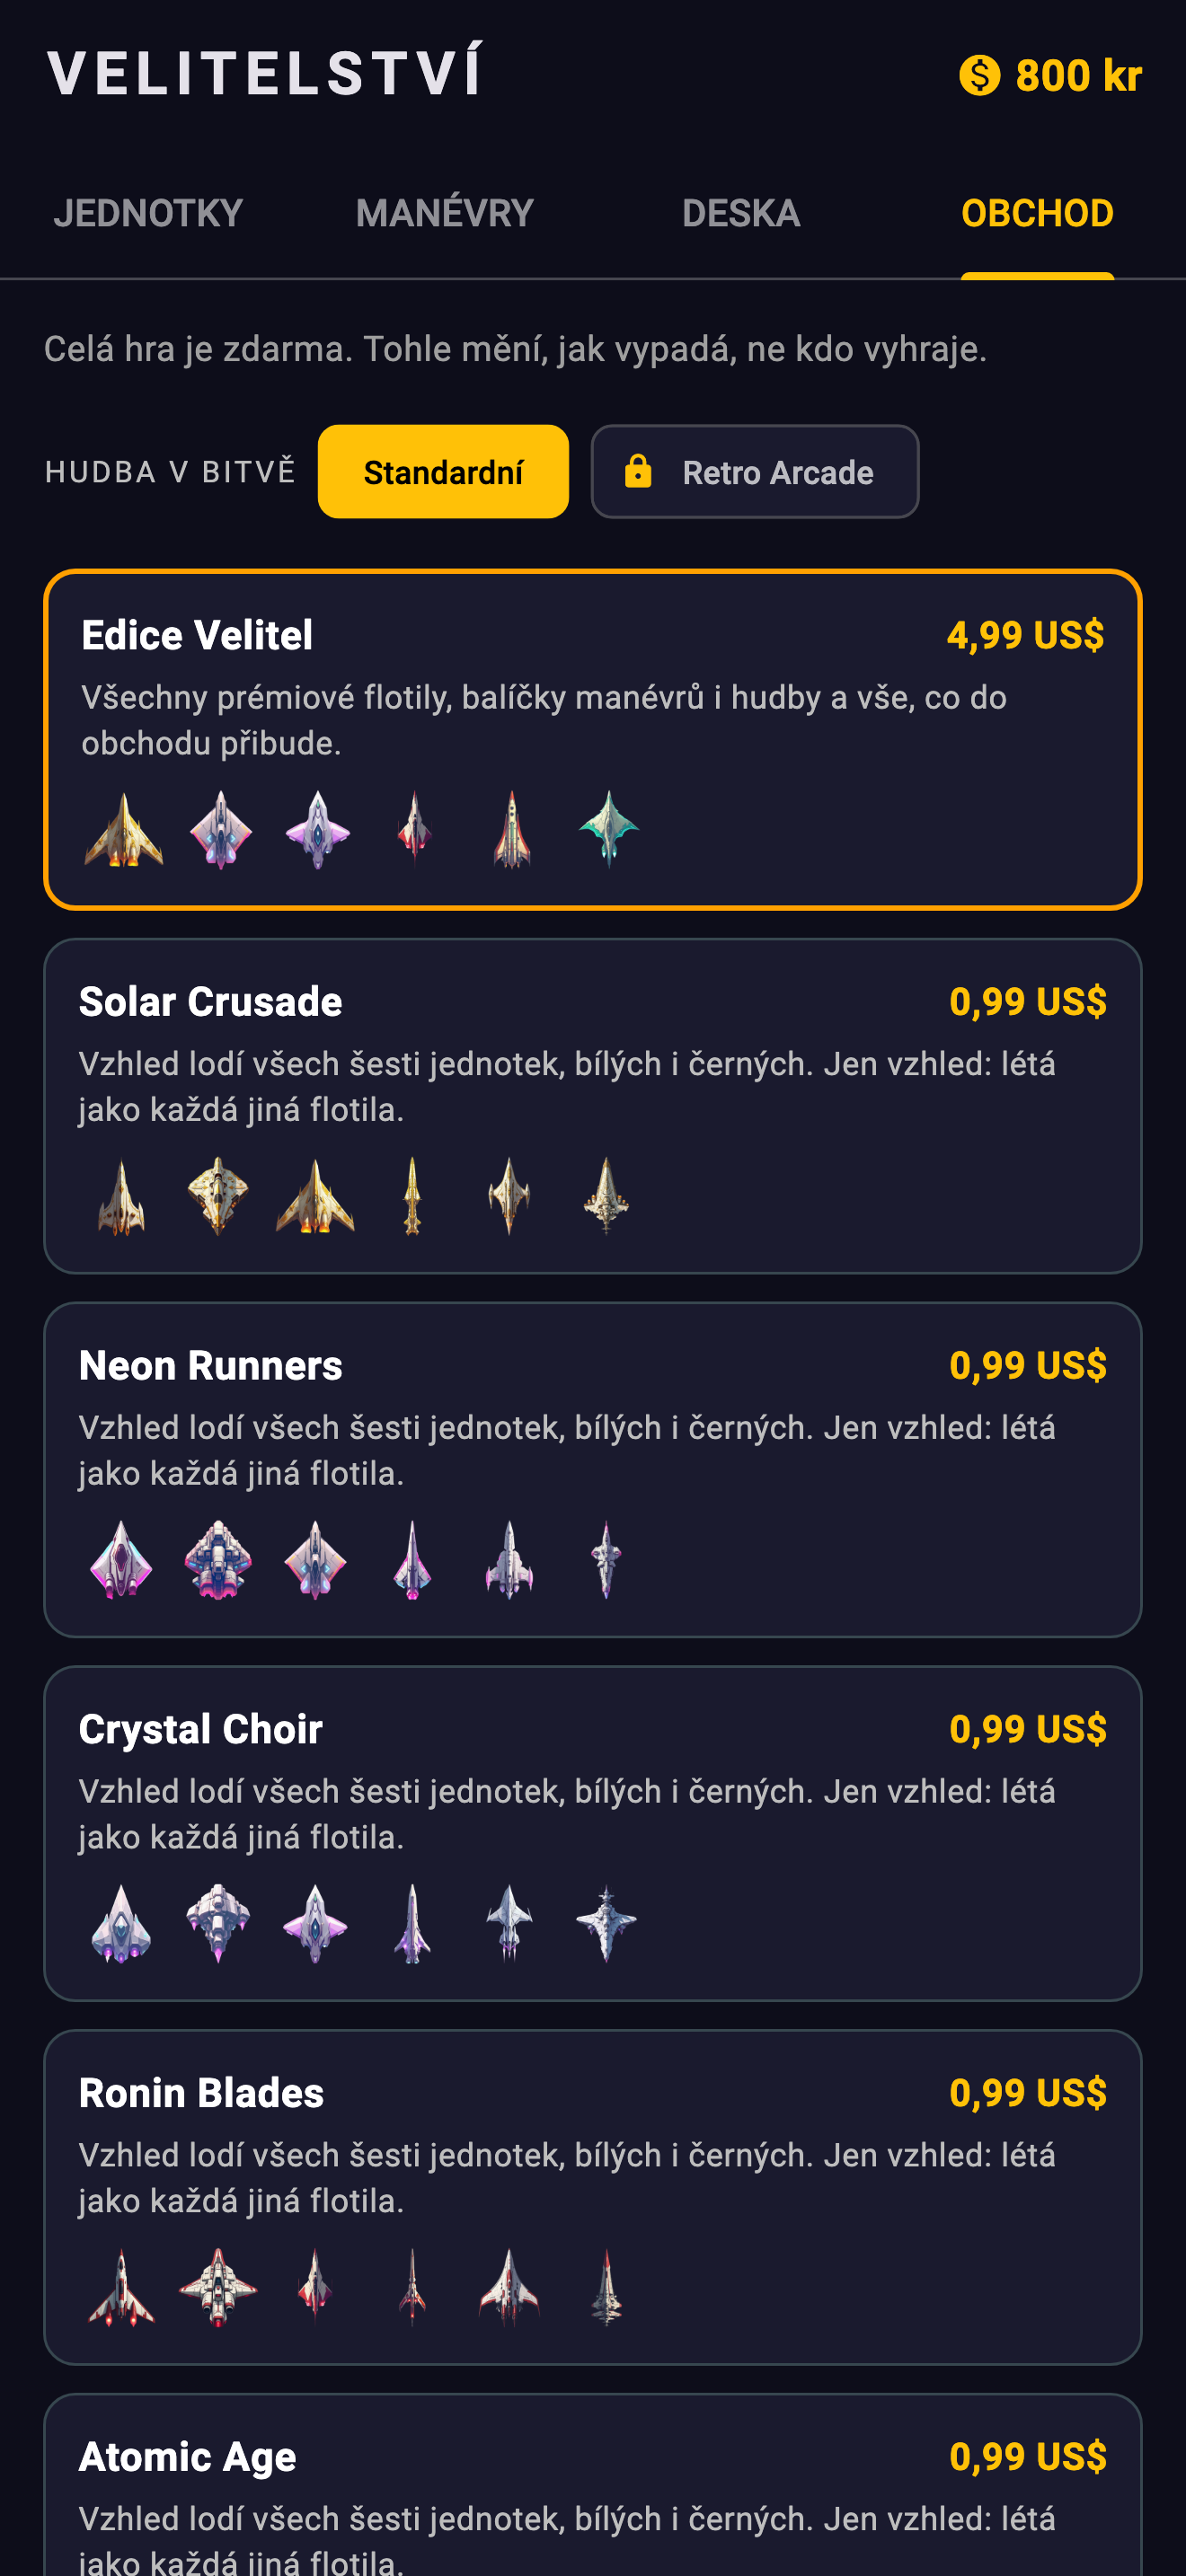 VELITELSTVÍ
800 kr
JEDNOTKY MANÉVRY DESKA OBCHOD
Celá hra je zdarma. Tohle mění, jak vypadá, ne kdo vyhraje.
HUDBA V BITVĚ Standardní Retro Arcade
Edice Velitel 4,99 US$
Všechny prémiové flotily, balíčky manévrů i hudby a vše, co do
obchodu přibude.
Solar Crusade 0,99 US$
Vzhled lodí všech šesti jednotek, bílých i černých. Jen vzhled: létá
jako každá jiná flotila.
Neon Runners 0,99 US$
Vzhled lodí všech šesti jednotek, bílých i černých. Jen vzhled: létá
jako každá jiná flotila.
Crystal Choir 0,99 US$
Vzhled lodí všech šesti jednotek, bílých i černých. Jen vzhled: létá
jako každá jiná flotila.
Ronin Blades 0,99 US$
Vzhled lodí všech šesti jednotek, bílých i černých. Jen vzhled: létá
jako každá jiná flotila.
Atomic Age 0,99 US$
Vzhled lodí všech šesti jednotek, bílých i černých. Jen vzhled: létá
jako každá jiná flotila.